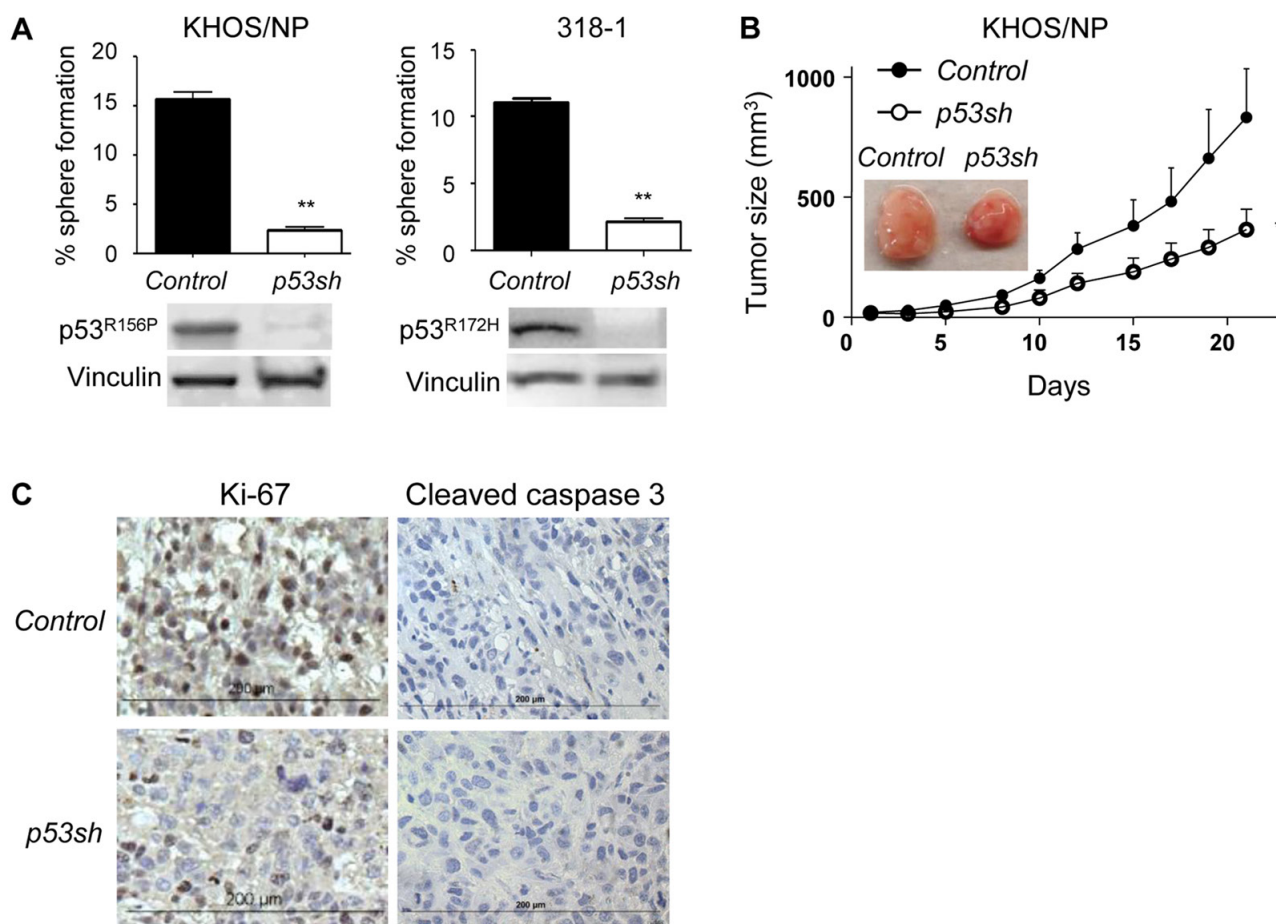 A
KHOS/NP
318-1
% sphere formation
20
15
10
5
0
**
Control
p53sh
% sphere formation
15
10
5
0
**
Control
p53sh
p53R156P
Vinculin
p53R172H
Vinculin
B
KHOS/NP
Tumor size (mm³)
1000
500
0
Control
p53sh
Control p53sh
0 5 10 15 20
Days
C
Ki-67
Cleaved caspase 3
Control
200 µm
200 µm
p53sh
200 µm
200 µm